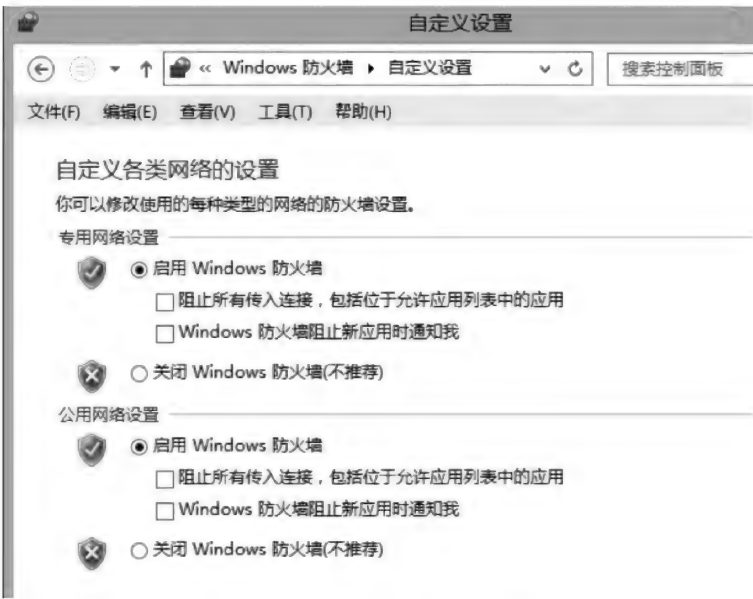 自定义设置
« Windows 防火墙 ▸ 自定义设置 搜索控制面板
文件(F) 编辑(E) 查看(V) 工具(T) 帮助(H)
自定义各类网络的设置
你可以修改使用的每种类型的网络的防火墙设置。
专用网络设置
启用 Windows 防火墙
阻止所有传入连接，包括位于允许应用列表中的应用
Windows 防火墙阻止新应用时通知我
关闭 Windows 防火墙(不推荐)
公用网络设置
启用 Windows 防火墙
阻止所有传入连接，包括位于允许应用列表中的应用
Windows 防火墙阻止新应用时通知我
关闭 Windows 防火墙(不推荐)